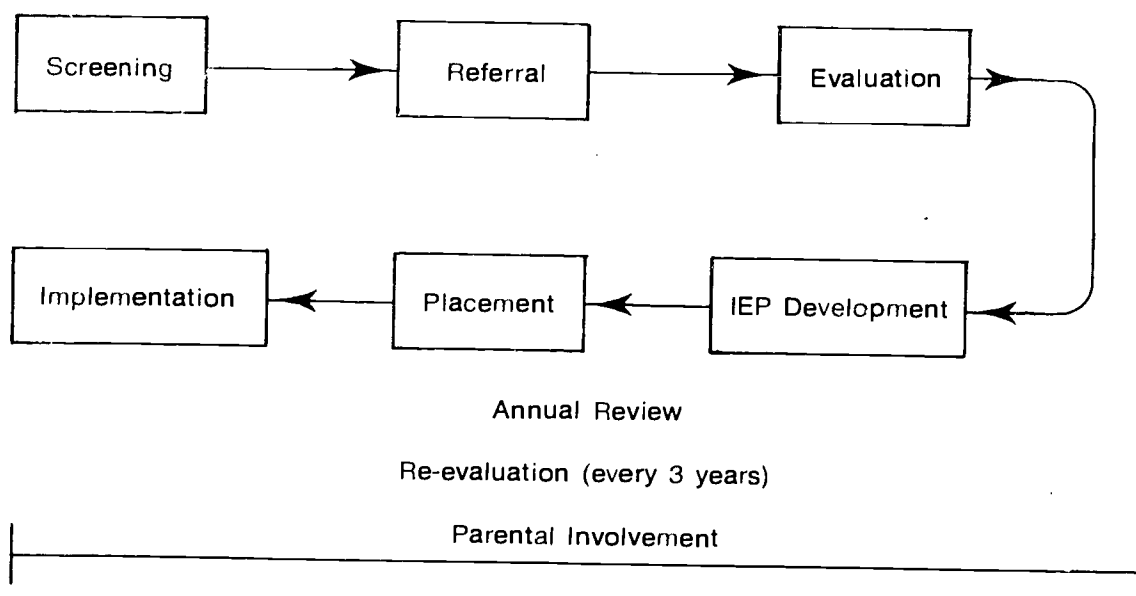 Screening
Referral
Evaluation
IEP Development
Placement
Implementation
Annual Review
Re-evaluation (every 3 years)
Parental Involvement